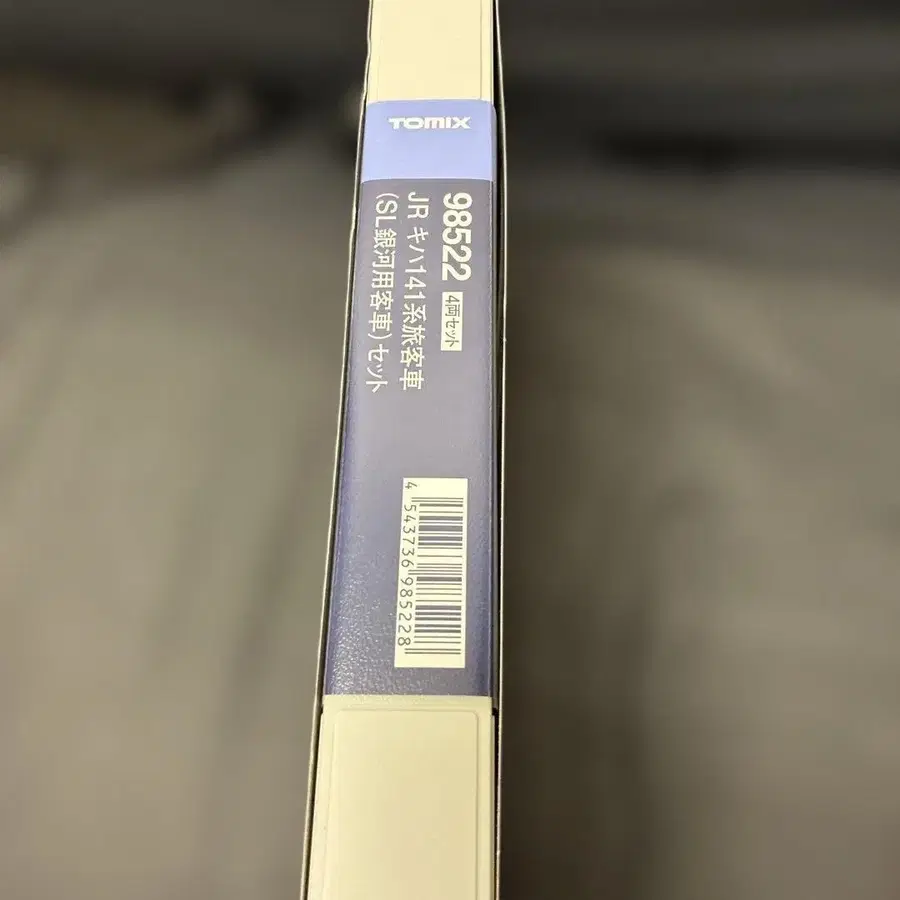 TOMIX
98522 4両セット
JR キハ141系旅客車
(SL銀河用客車)セット
4 543736 985228